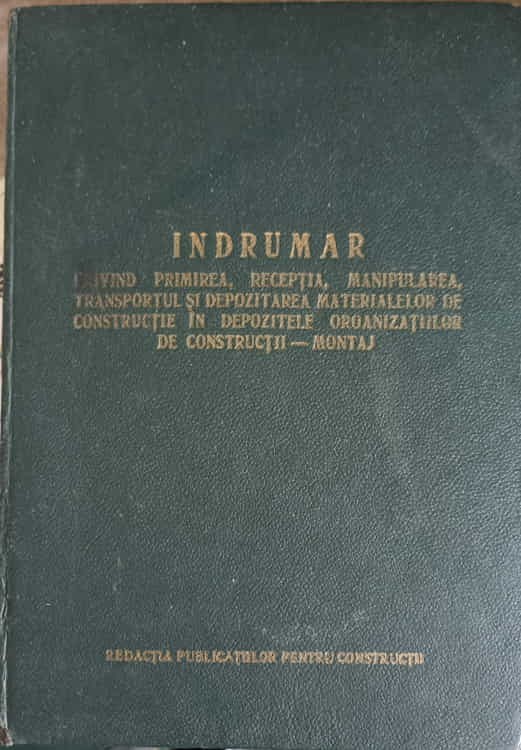 INDRUMAR
PRIVIND PRIMIREA, RECEPȚIA, MANIPULAREA,
TRANSPORTUL ȘI DEPOZITAREA MATERIALELOR DE
CONSTRUCȚIE ÎN DEPOZITELE ORGANIZAȚIILOR
DE CONSTRUCȚII — MONTAJ
REDACȚIA PUBLICAȚIILOR PENTRU CONSTRUCȚII